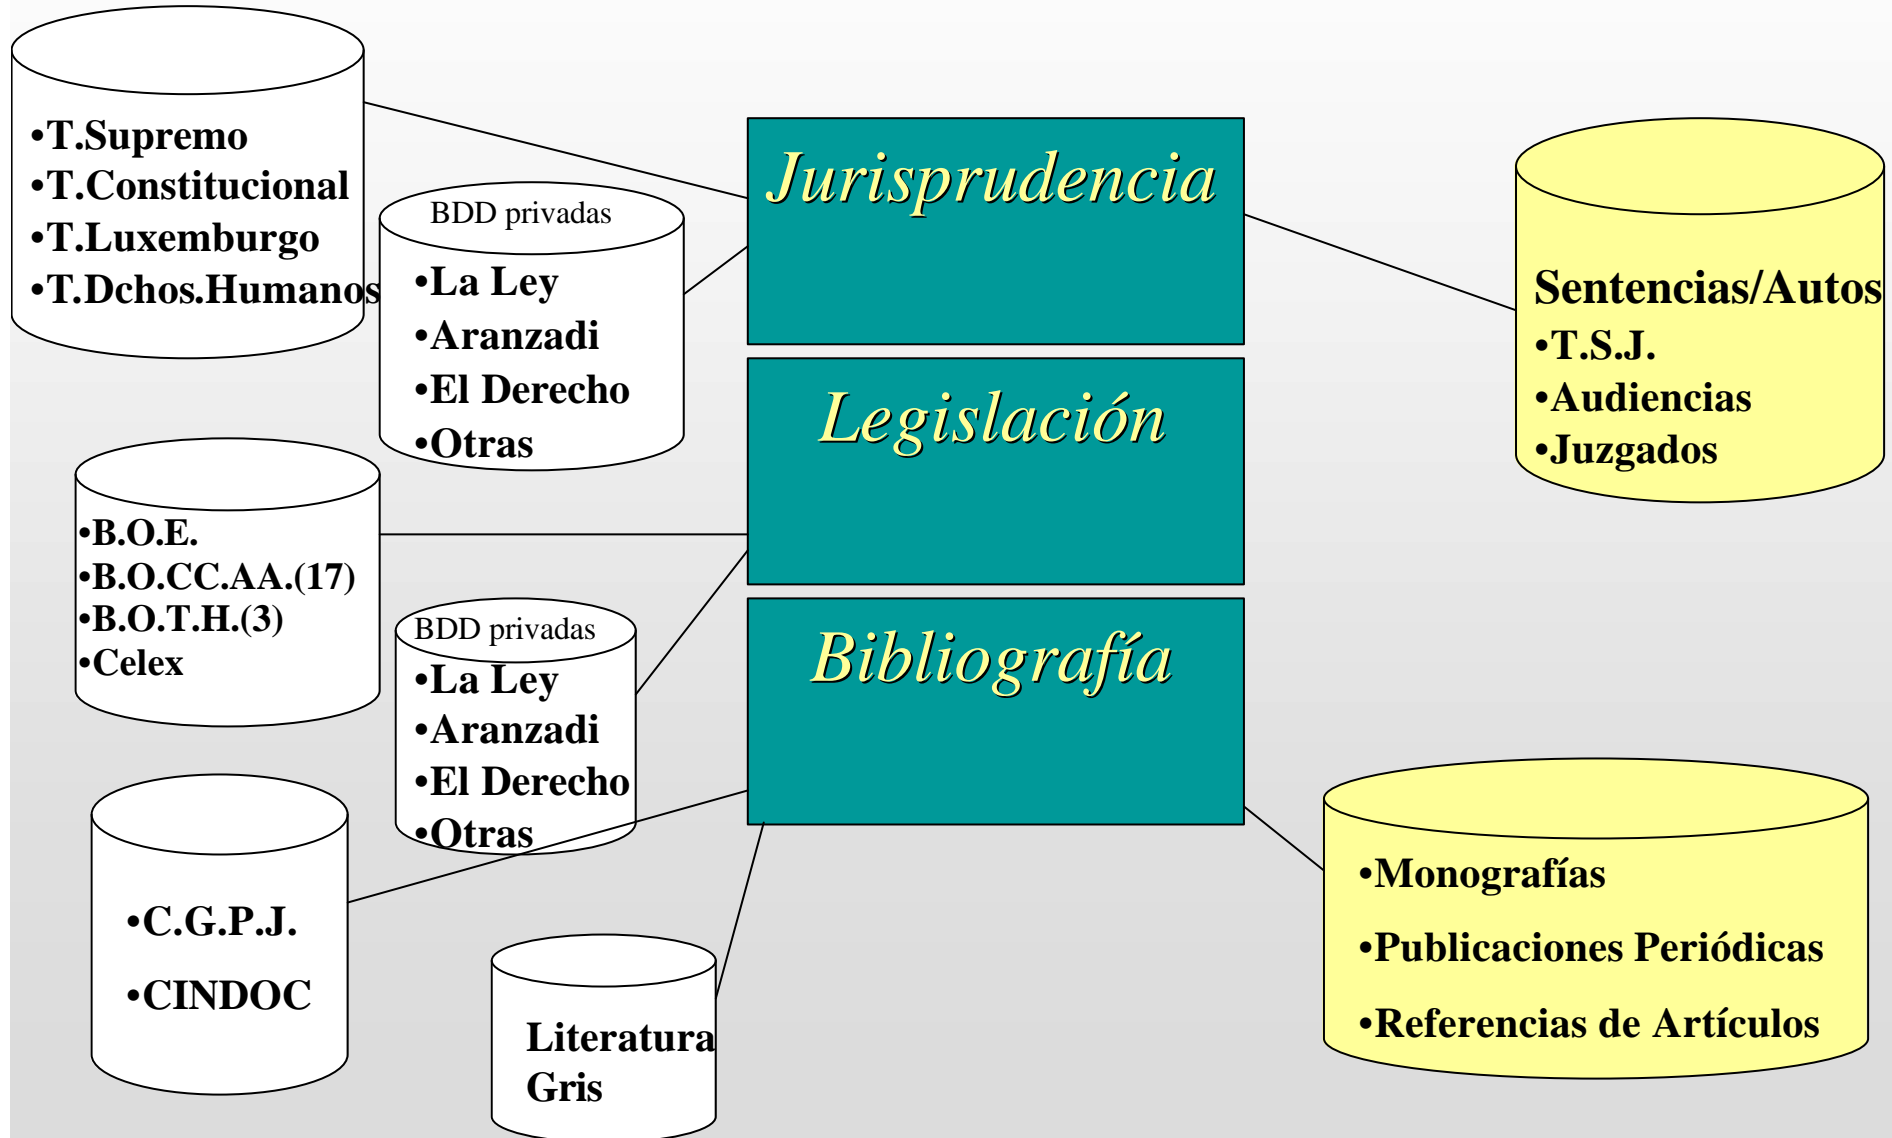 •T.Supremo
•T.Constitucional
•T.Luxemburgo
•T.Dchos.Humanos
BDD privadas
•La Ley
•Aranzadi
•El Derecho
•Otras
Jurisprudencia
Sentencias/Autos
•T.S.J.
•Audiencias
•Juzgados
Legislación
•B.O.E.
•B.O.CC.AA.(17)
•B.O.T.H.(3)
•Celex
BDD privadas
•La Ley
•Aranzadi
•El Derecho
•Otras
Bibliografía
•C.G.P.J.
•CINDOC
Literatura
Gris
•Monografías
•Publicaciones Periódicas
•Referencias de Artículos